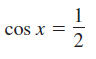 cos x = 1/2